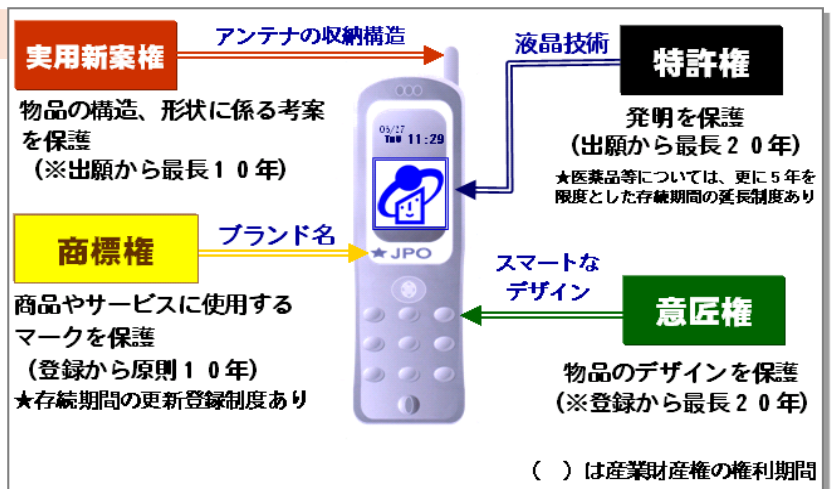 実用新案権
アンテナの収納構造
物品の構造、形状に係る考案
を保護
(※出願から最長10年)
液晶技術
特許権
発明を保護
(出願から最長20年)
★医薬品等については、更に5年を
限度とした存続期間の延長制度あり
05/27
TUE 11:29
商標権
ブランド名
★JPO
商品やサービスに使用する
マークを保護
(登録から原則10年)
★存続期間の更新登録制度あり
スマートな
デザイン
意匠権
物品のデザインを保護
(※登録から最長20年)
( )は産業財産権の権利期間